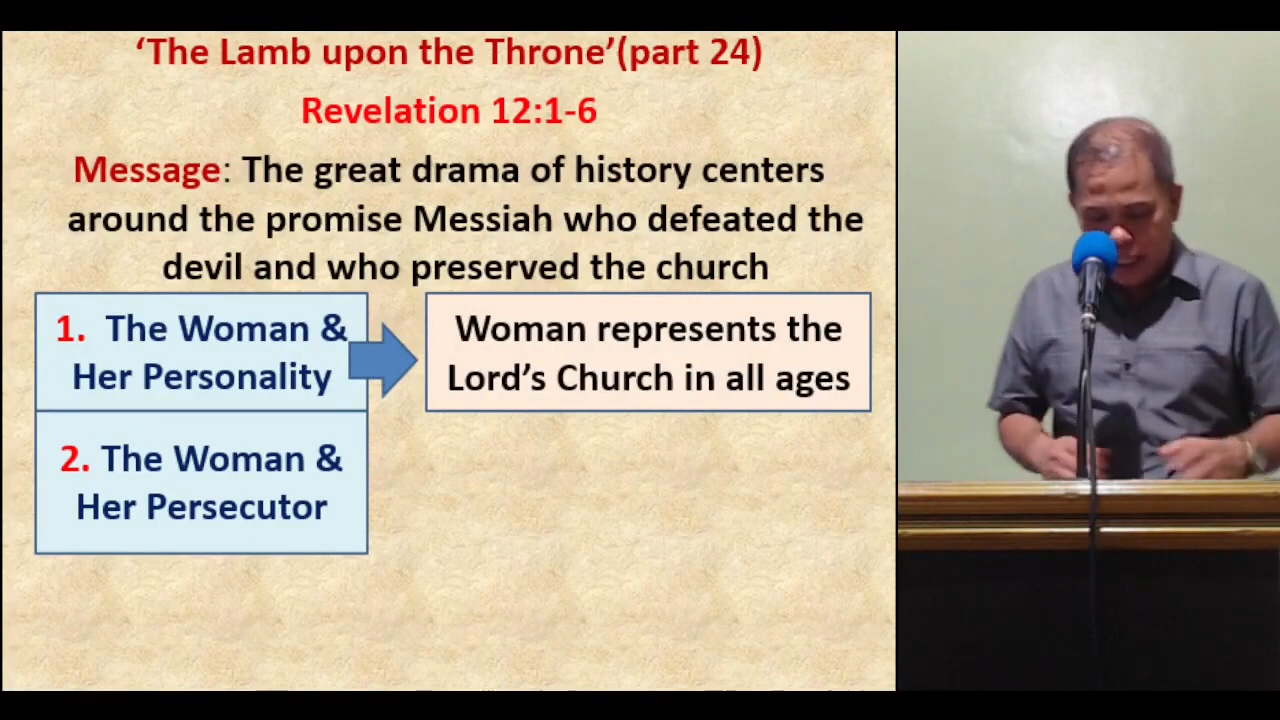 ‘The Lamb upon the Throne’(part 24)
Revelation 12:1-6
Message: The great drama of history centers
around the promise Messiah who defeated the
devil and who preserved the church
1. The Woman &
Her Personality
Woman represents the
Lord’s Church in all ages
2. The Woman &
Her Persecutor